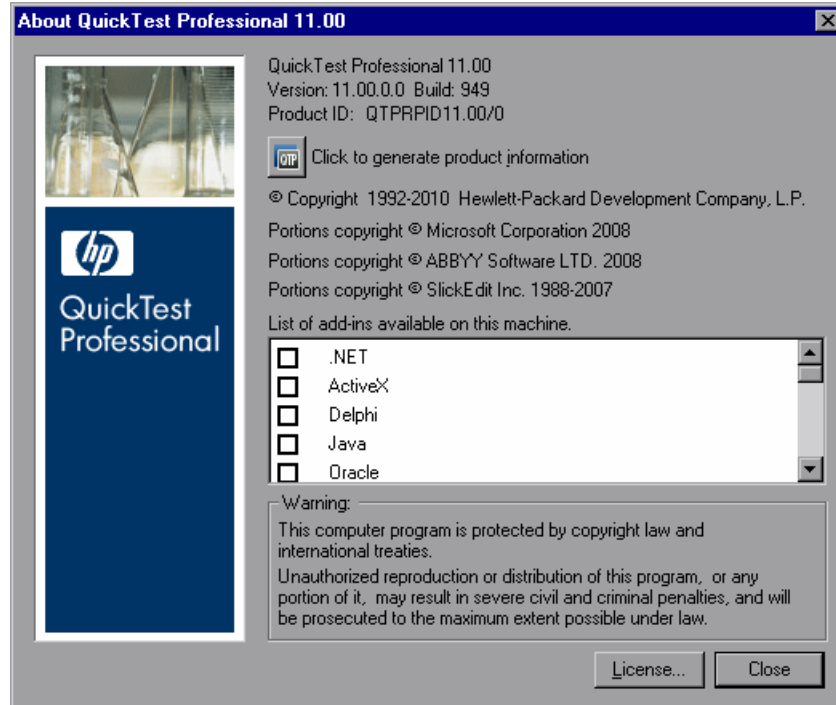 About QuickTest Professional 11.00
QuickTest Professional 11.00
Version: 11.00.0.0 Build: 949
Product ID: QTPRPID11.00/0
QTP
Click to generate product information
© Copyright 1992-2010 Hewlett-Packard Development Company, L.P.
Portions copyright © Microsoft Corporation 2008
Portions copyright © ABBYY Software LTD. 2008
Portions copyright © SlickEdit Inc. 1988-2007
hp
QuickTest
Professional
List of add-ins available on this machine.
.NET
ActiveX
Delphi
Java
Oracle
Warning:
This computer program is protected by copyright law and
international treaties.
Unauthorized reproduction or distribution of this program, or any
portion of it, may result in severe civil and criminal penalties, and will
be prosecuted to the maximum extent possible under law.
License...
Close